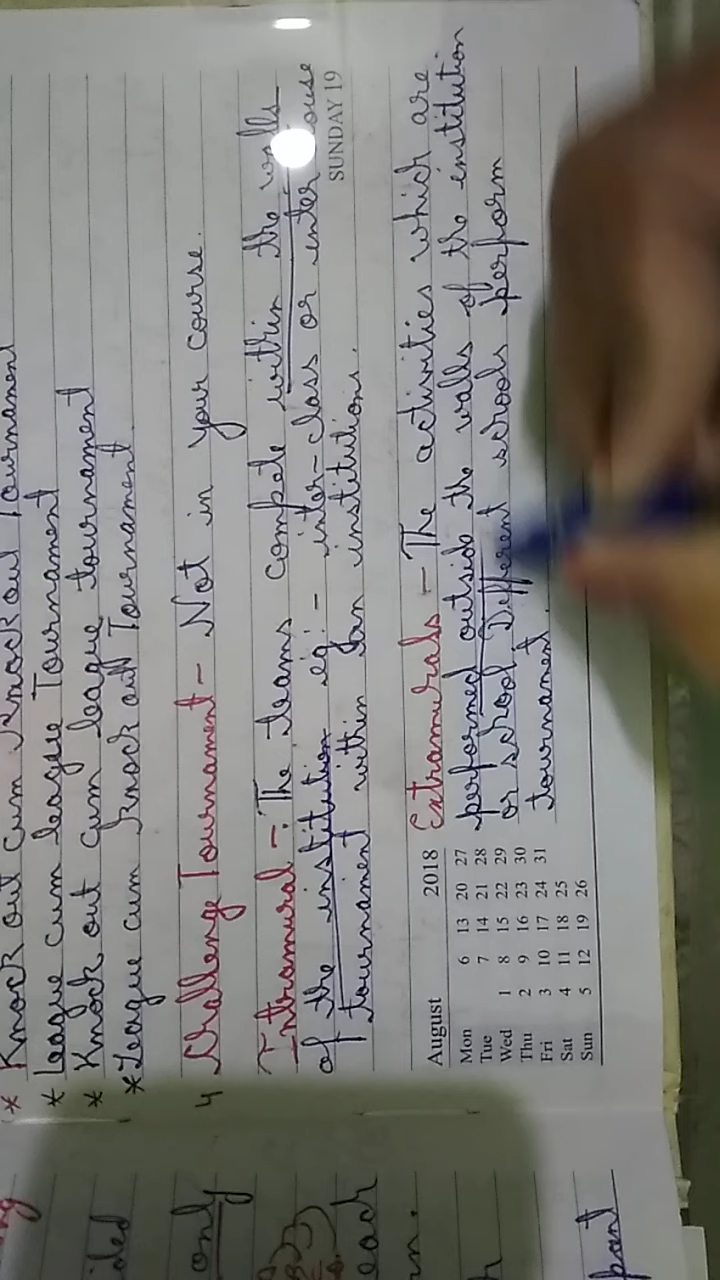 * Knock out cum Knock out Tournament
* League cum league Tournament
* Knock out cum league tournament
* League cum Knock out Tournament.
4 Challenge Tournament - Not in your course.
Intramural - : The teams compete within the walls
of the institution eg: - inter-class or inter house
SUNDAY 19
tournament within an institutions.
August 2018
Mon 6 13 20 27
Tue 7 14 21 28
Wed 1 8 15 22 29
Thu 2 9 16 23 30
Fri 3 10 17 24 31
Sat 4 11 18 25
Sun 5 12 19 26
Extramurals - The activities which are
performed outside the walls of the institution
or school. Different schools perform
tournament.
only
each